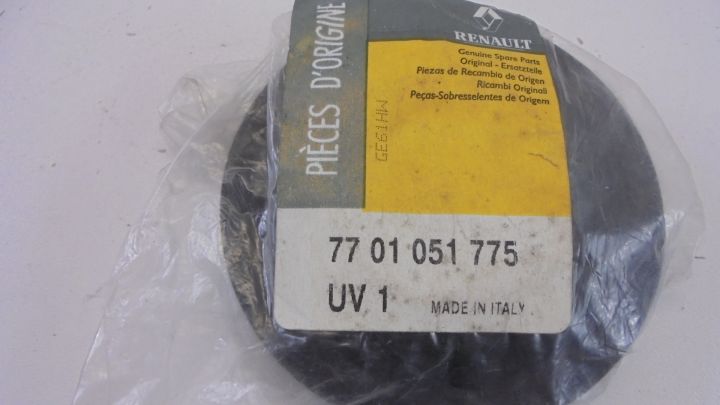 PIÈCES D'ORIGINE
RENAULT
Genuine Spare Parts
Original - Ersatzteile
Piezas de Recambio de Origen
Ricambi Originali
Peças-Sobresselentes de Origem
GE61HW
77 01 051 775
UV 1 MADE IN ITALY